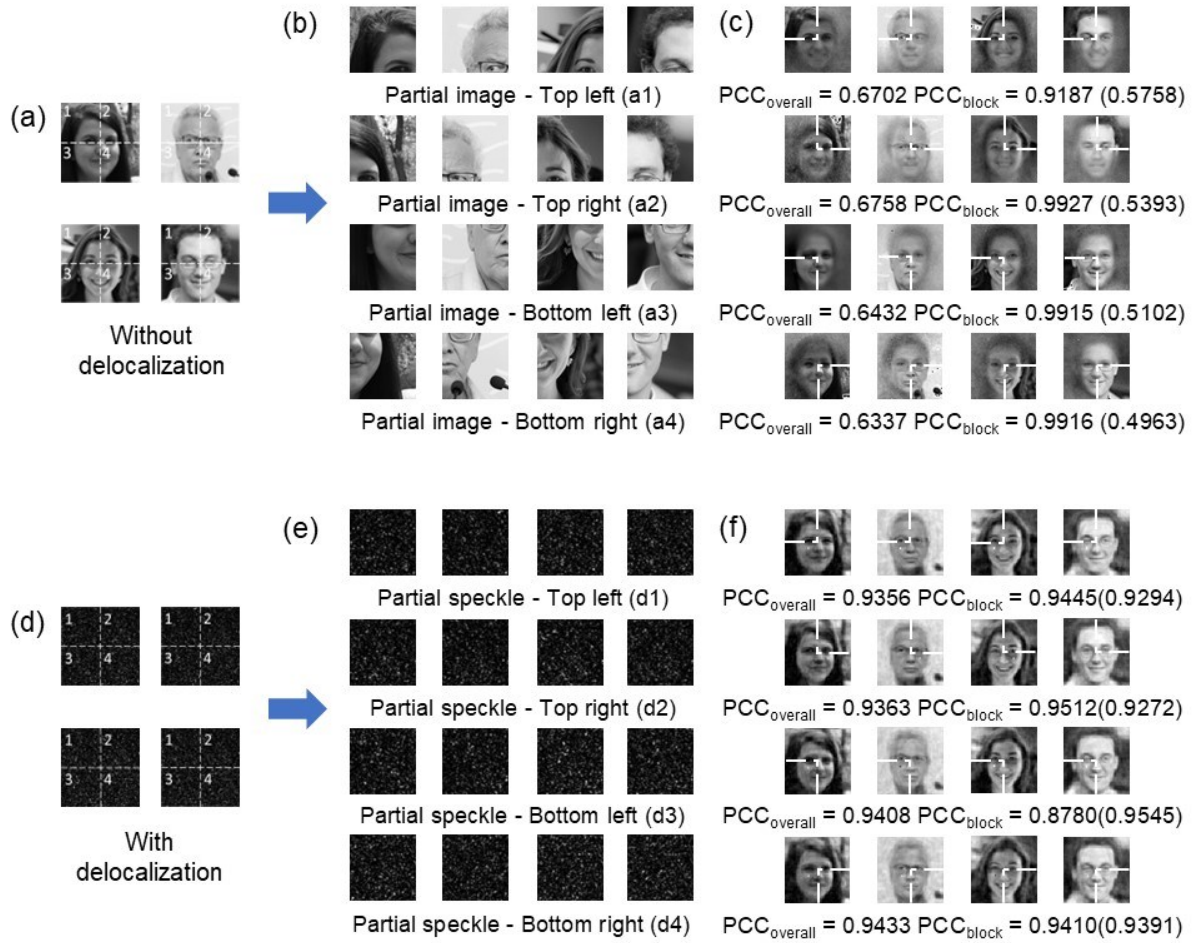 (a)
1 2
3 4
1 2
3 4
1 2
3 4
1 2
3 4
Without
delocalization
(b)
Partial image - Top left (a1)
Partial image - Top right (a2)
Partial image - Bottom left (a3)
Partial image - Bottom right (a4)
(c)
PCCoverall = 0.6702 PCCblock = 0.9187 (0.5758)
PCCoverall = 0.6758 PCCblock = 0.9927 (0.5393)
PCCoverall = 0.6432 PCCblock = 0.9915 (0.5102)
PCCoverall = 0.6337 PCCblock = 0.9916 (0.4963)
(d)
1 2
3 4
1 2
3 4
1 2
3 4
1 2
3 4
With
delocalization
(e)
Partial speckle - Top left (d1)
Partial speckle - Top right (d2)
Partial speckle - Bottom left (d3)
Partial speckle - Bottom right (d4)
(f)
PCCoverall = 0.9356 PCCblock = 0.9445(0.9294)
PCCoverall = 0.9363 PCCblock = 0.9512(0.9272)
PCCoverall = 0.9408 PCCblock = 0.8780(0.9545)
PCCoverall = 0.9433 PCCblock = 0.9410(0.9391)